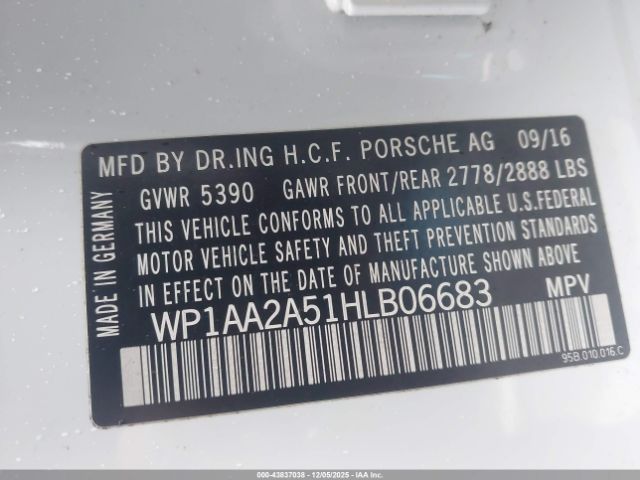 MFD BY DR.ING H.C.F. PORSCHE AG 09/16
GVWR 5390 GAWR FRONT/REAR 2778/2888 LBS
THIS VEHICLE CONFORMS TO ALL APPLICABLE U.S.FEDERAL
MOTOR VEHICLE SAFETY AND THEFT PREVENTION STANDARDS
IN EFFECT ON THE DATE OF MANUFACTURE SHOWN ABOVE
WP1AA2A51HLB06683 MPV
95B.010.016.C
MADE IN GERMANY
000-43837038 - 12/05/2025 - IAAI.CA